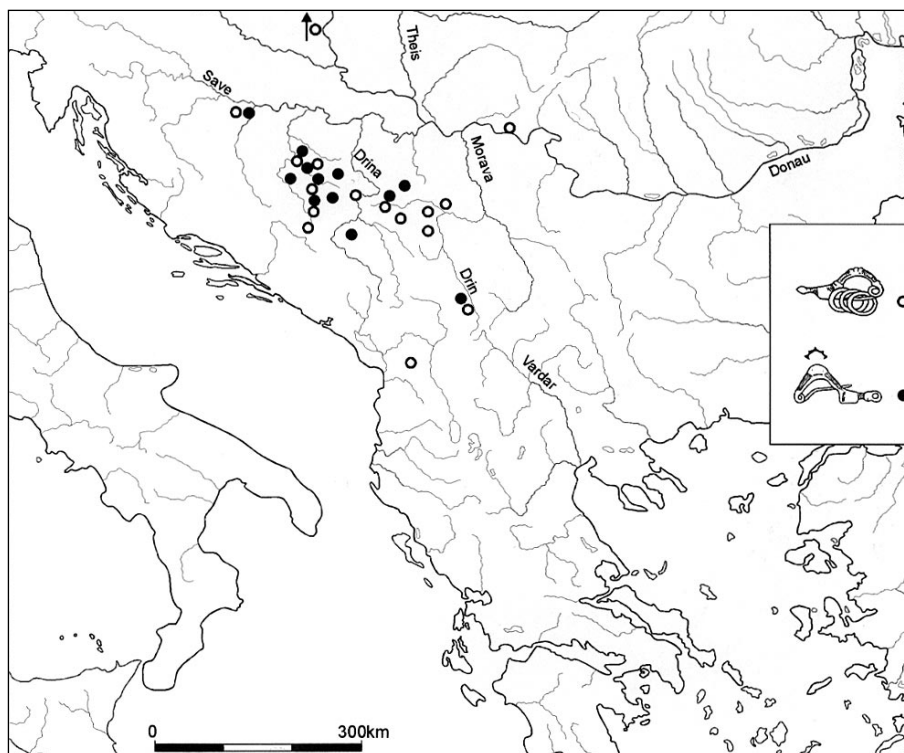 Theis
Save
Drina
Morava
Donau
Drin
Vardar
0 300km